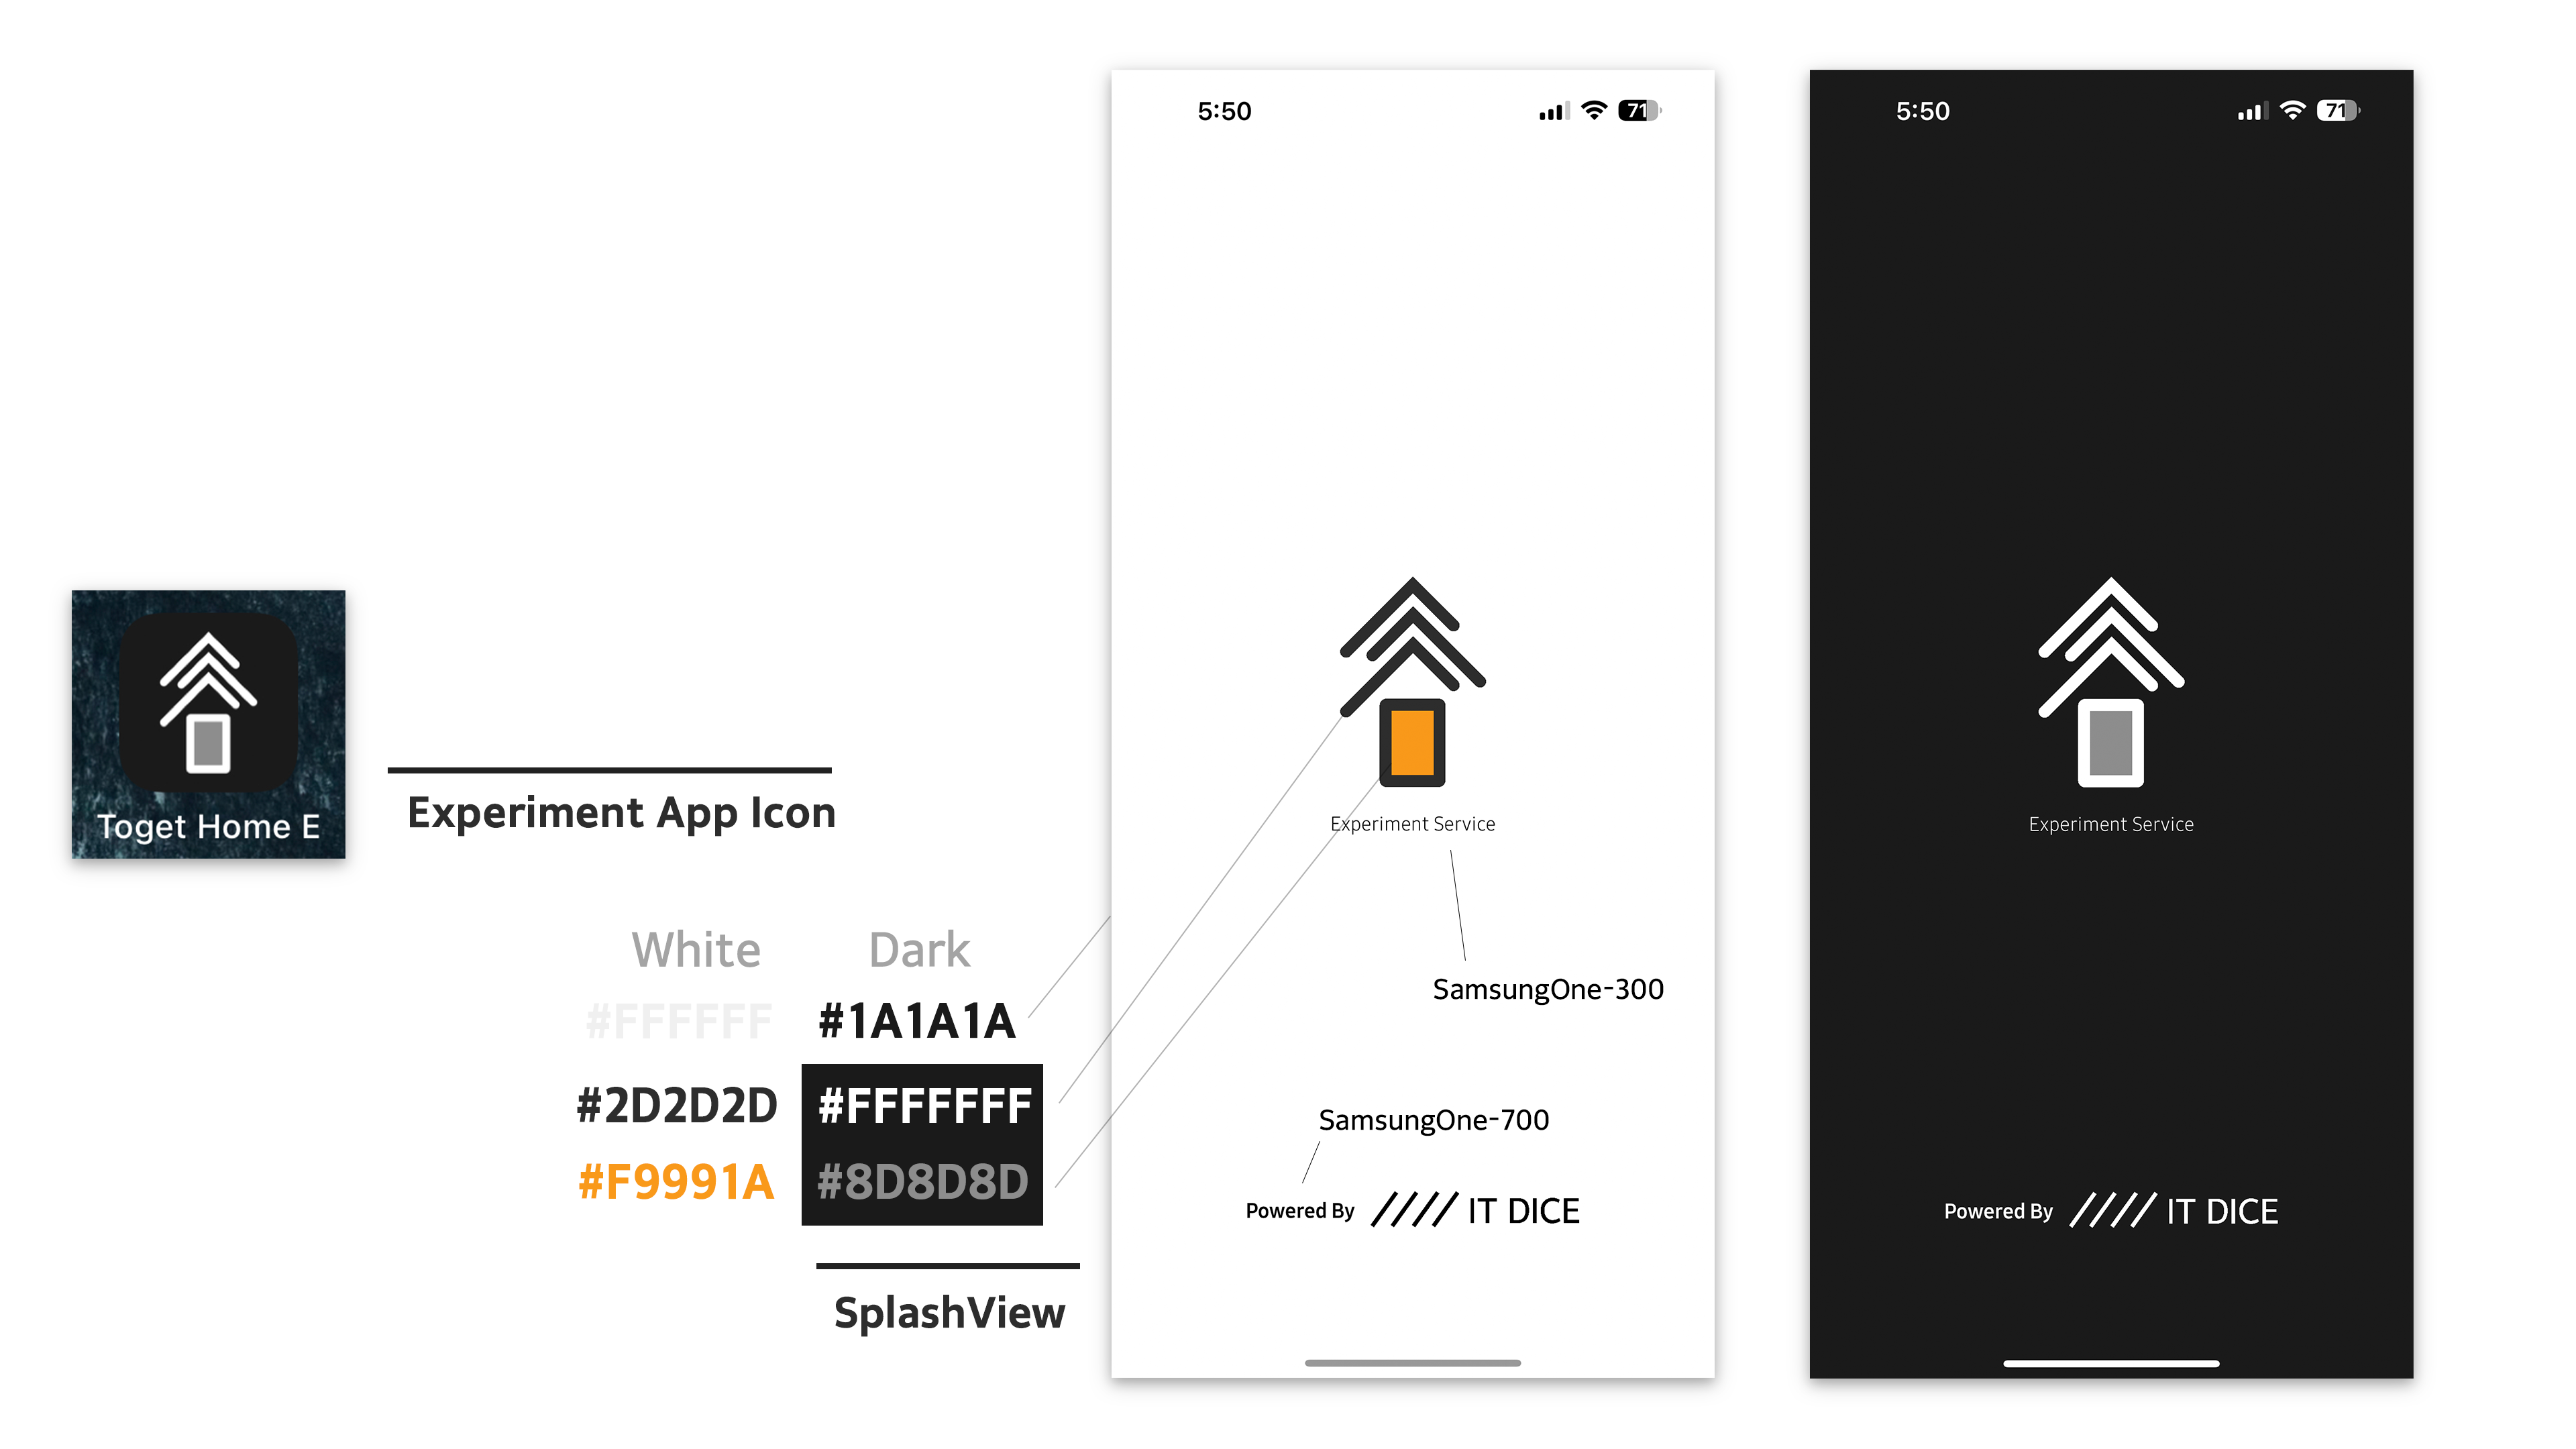 Toget Home E
Experiment App Icon
White Dark
#FFFFFF #1A1A1A
#2D2D2D #FFFFFFF
#F9991A #8D8D8D
SplashView
5:50 71
Experiment Service
SamsungOne-300
SamsungOne-700
Powered By IT DICE
5:50 71
Experiment Service
Powered By IT DICE